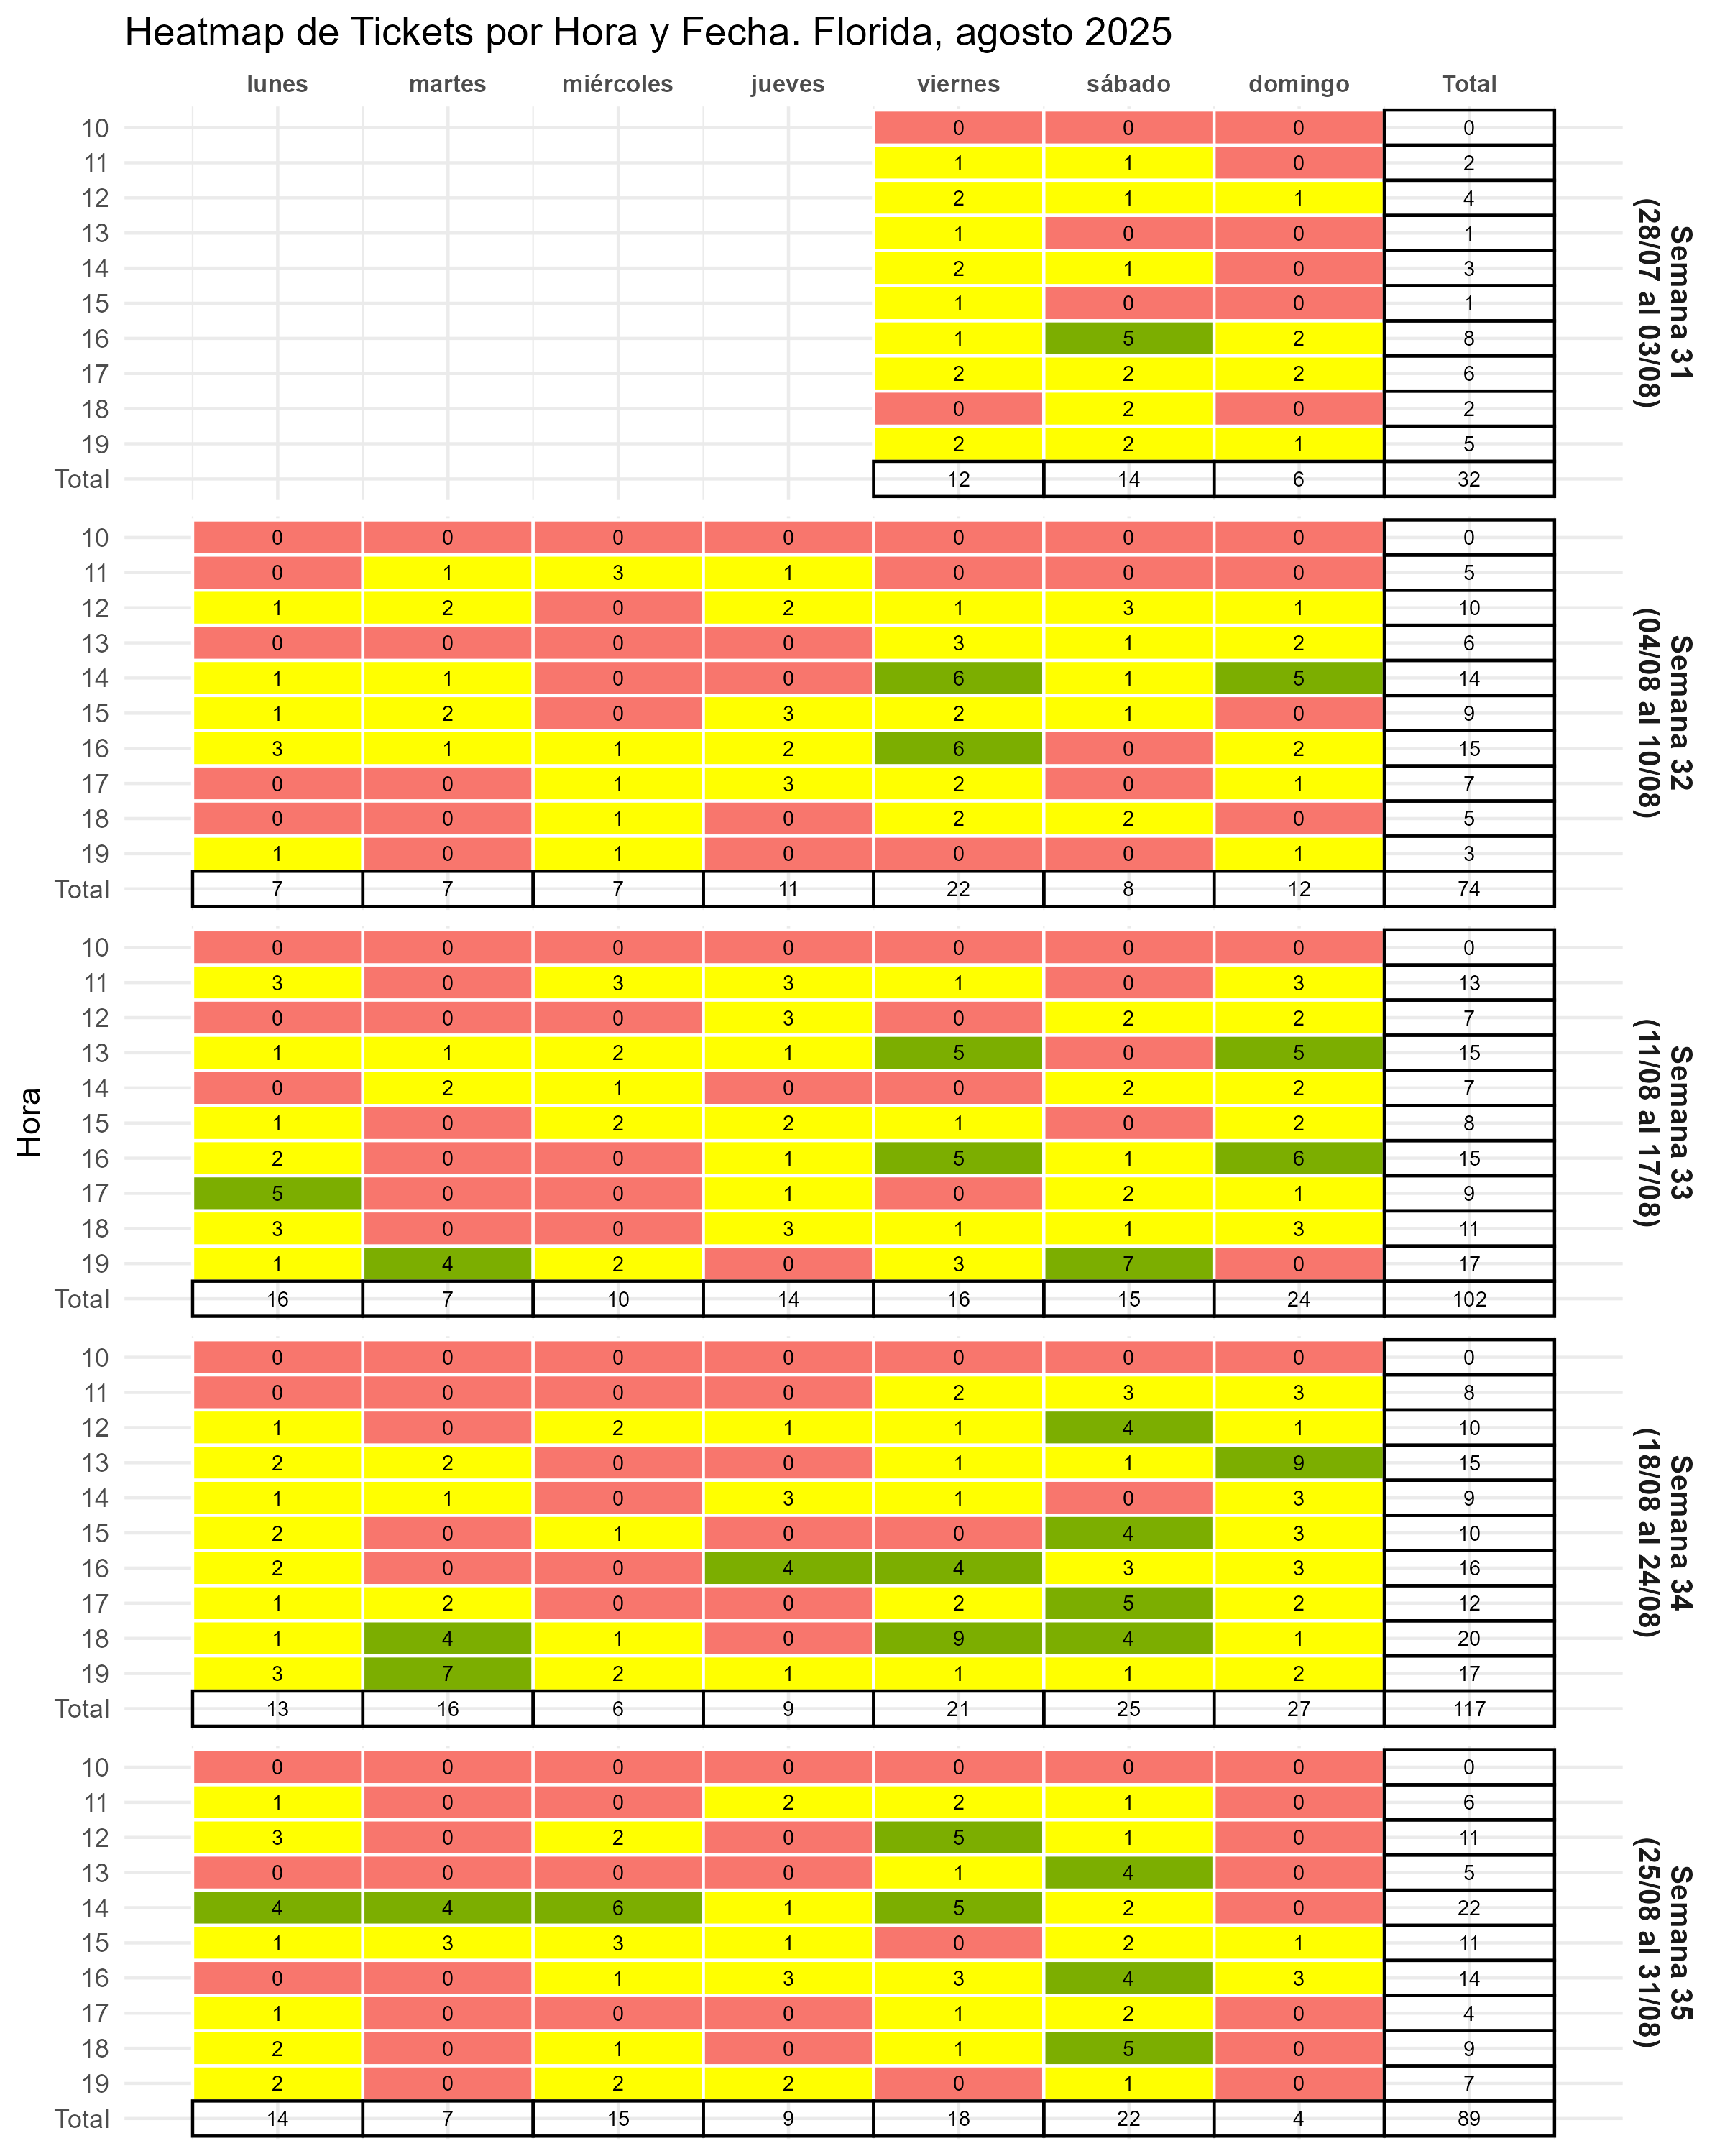 Heatmap de Tickets por Hora y Fecha. Florida, agosto 2025
lunes martes miércoles jueves viernes sábado domingo Total
10 0 0 0 0
11 1 1 0 2
12 2 1 1 4
13 1 0 0 1
14 2 1 0 3
15 1 0 0 1
16 1 5 2 8
17 2 2 2 6
18 0 2 0 2
19 2 2 1 5
Total 12 14 6 32
Semana 31
(28/07 al 03/08)
10 0 0 0 0 0 0 0 0
11 0 1 3 1 0 0 0 5
12 1 2 0 2 1 3 1 10
13 0 0 0 0 3 1 2 6
14 1 1 0 0 6 1 5 14
15 1 2 0 3 2 1 0 9
16 3 1 1 2 6 0 2 15
17 0 0 1 3 2 0 1 7
18 0 0 1 0 2 2 0 5
19 1 0 1 0 0 0 1 3
Total 7 7 7 11 22 8 12 74
Semana 32
(04/08 al 10/08)
Hora
10 0 0 0 0 0 0 0 0
11 3 0 3 3 1 0 3 13
12 0 0 0 3 0 2 2 7
13 1 1 2 1 5 0 5 15
14 0 2 1 0 0 2 2 7
15 1 0 2 2 1 0 2 8
16 2 0 0 1 5 1 6 15
17 5 0 0 1 0 2 1 9
18 3 0 0 3 1 1 3 11
19 1 4 2 0 3 7 0 17
Total 16 7 10 14 16 15 24 102
Semana 33
(11/08 al 17/08)
10 0 0 0 0 0 0 0 0
11 0 0 0 0 2 3 3 8
12 1 0 2 1 1 4 1 10
13 2 2 0 0 1 1 9 15
14 1 1 0 3 1 0 3 9
15 2 0 1 0 0 4 3 10
16 2 0 0 4 4 3 3 16
17 1 2 0 0 2 5 2 12
18 1 4 1 0 9 4 1 20
19 3 7 2 1 1 1 2 17
Total 13 16 6 9 21 25 27 117
Semana 34
(18/08 al 24/08)
10 0 0 0 0 0 0 0 0
11 1 0 0 2 2 1 0 6
12 3 0 2 0 5 1 0 11
13 0 0 0 0 1 4 0 5
14 4 4 6 1 5 2 0 22
15 1 3 3 1 0 2 1 11
16 0 0 1 3 3 4 3 14
17 1 0 0 0 1 2 0 4
18 2 0 1 0 1 5 0 9
19 2 0 2 2 0 1 0 7
Total 14 7 15 9 18 22 4 89
Semana 35
(25/08 al 31/08)